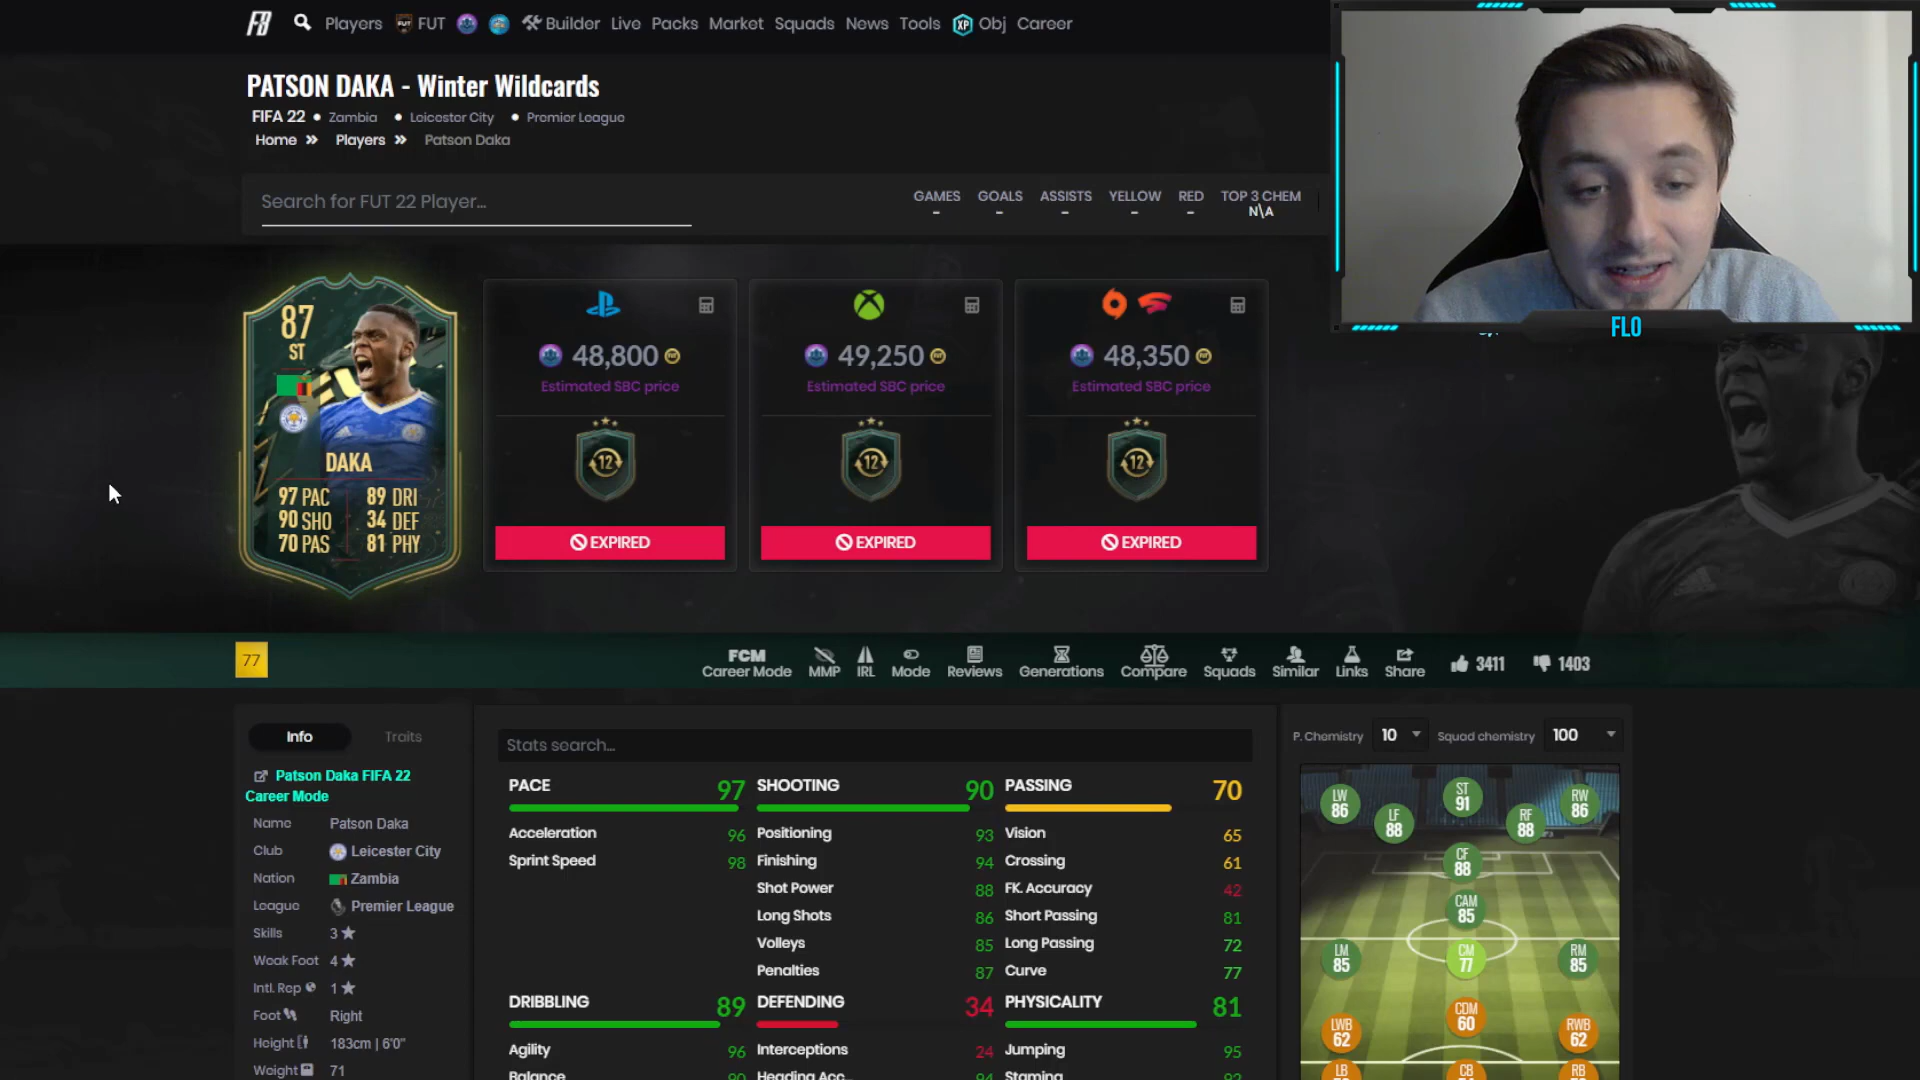 Players FUT Builder Live Packs Market Squads News Tools XP Obj Career
PATSON DAKA - Winter Wildcards
FIFA 22 • Zambia • Leicester City • Premier League
Home » Players » Patson Daka
Search for FUT 22 Player...
GAMES GOALS ASSISTS YELLOW RED TOP 3 CHEM
- - - - - N\A
FLO
87
ST
DAKA
97 PAC 89 DRI
90 SHO 34 DEF
70 PAS 81 PHY
48,800
Estimated SBC price
12
EXPIRED
49,250
Estimated SBC price
12
EXPIRED
48,350
Estimated SBC price
12
EXPIRED
77
FCM
Career Mode MMP IRL Mode Reviews Generations Compare Squads Similar Links Share 3411 1403
Info Traits
Patson Daka FIFA 22
Career Mode
Name Patson Daka
Club Leicester City
Nation Zambia
League Premier League
Skills 3
Weak Foot 4
Intl. Rep 1
Foot Right
Height 183cm | 6'0"
Weight 71
Stats search...
PACE 97
Acceleration 96
Sprint Speed 98
SHOOTING 90
Positioning 93
Finishing 94
Shot Power 88
Long Shots 86
Volleys 85
Penalties 87
PASSING 70
Vision 65
Crossing 61
FK. Accuracy 42
Short Passing 81
Long Passing 72
Curve 77
DRIBBLING 89
Agility 96
Balance 90
DEFENDING 34
Interceptions 24
Heading Acc. 94
PHYSICALITY 81
Jumping 95
Stamina 92
P. Chemistry 10 Squad chemistry 100
LW
86
ST
91
RW
86
LF
88
RF
88
CF
88
CAM
85
LM
85
CM
77
RM
85
CDM
60
LWB
62
RWB
62
LB
CB
RB